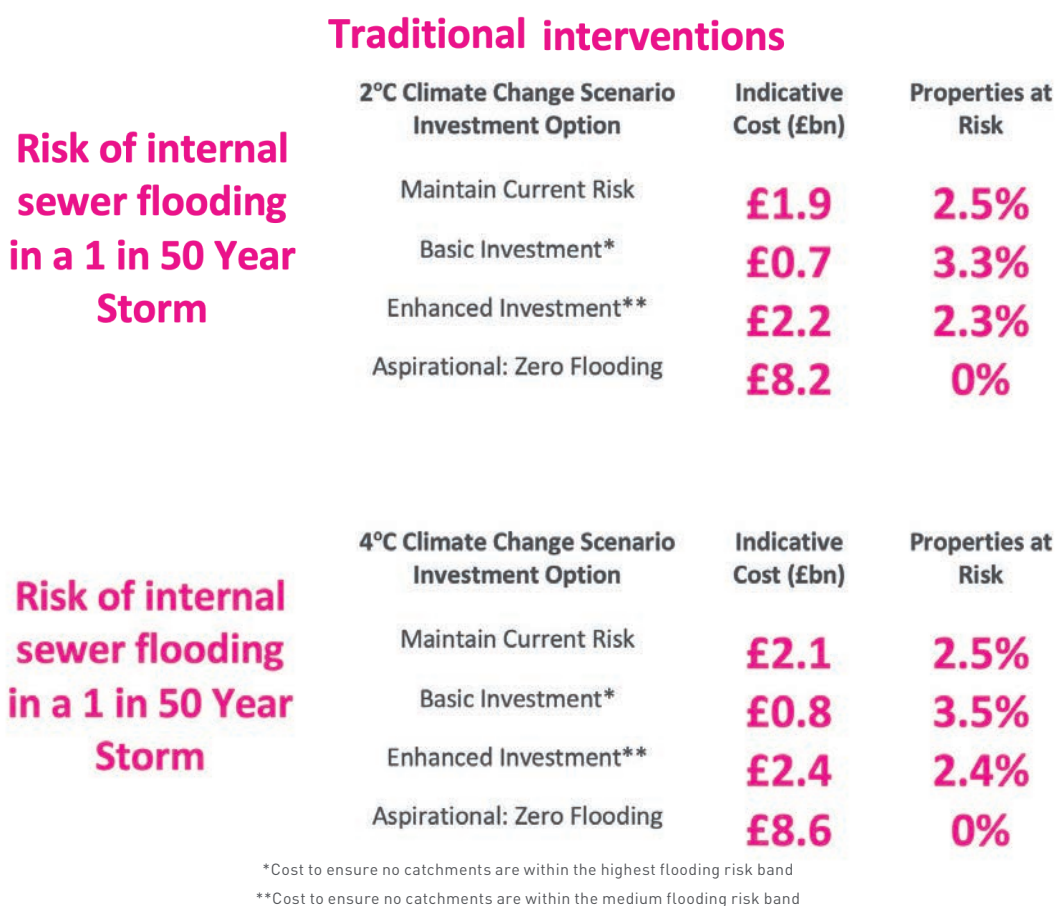 Traditional interventions
Risk of internal
sewer flooding
in a 1 in 50 Year
Storm
2°C Climate Change Scenario
Investment Option
Indicative
Cost (£bn)
Properties at
Risk
Maintain Current Risk £1.9 2.5%
Basic Investment* £0.7 3.3%
Enhanced Investment** £2.2 2.3%
Aspirational: Zero Flooding £8.2 0%
Risk of internal
sewer flooding
in a 1 in 50 Year
Storm
4°C Climate Change Scenario
Investment Option
Indicative
Cost (£bn)
Properties at
Risk
Maintain Current Risk £2.1 2.5%
Basic Investment* £0.8 3.5%
Enhanced Investment** £2.4 2.4%
Aspirational: Zero Flooding £8.6 0%
*Cost to ensure no catchments are within the highest flooding risk band
**Cost to ensure no catchments are within the medium flooding risk band